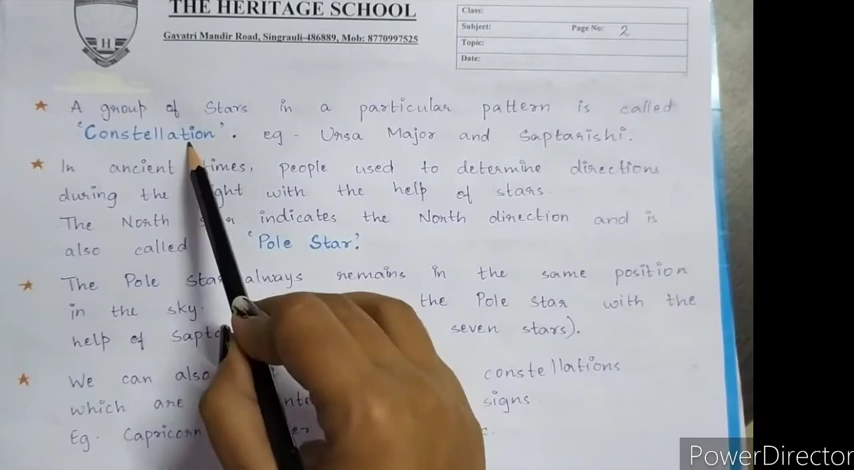 THE HERITAGE SCHOOL
Gayatri Mandir Road, Singrauli-486889, Mob: 8770997525
H
Class:
Subject: Page No: 2
Topic:
Date:
★ A group of Stars in a particular pattern is called
'Constellation'. eg - Ursa Major and Saptarishi.
★ In ancient times, people used to determine directions
during the with the help of stars.
The North indicates the North direction and is
also called 'Pole Star'.
★ The Pole star always remains in the same position
in the sky. the Pole Star with the
help of seven stars).
★ We can also constellations
which are signs.
Eg. Capricorn
PowerDirector